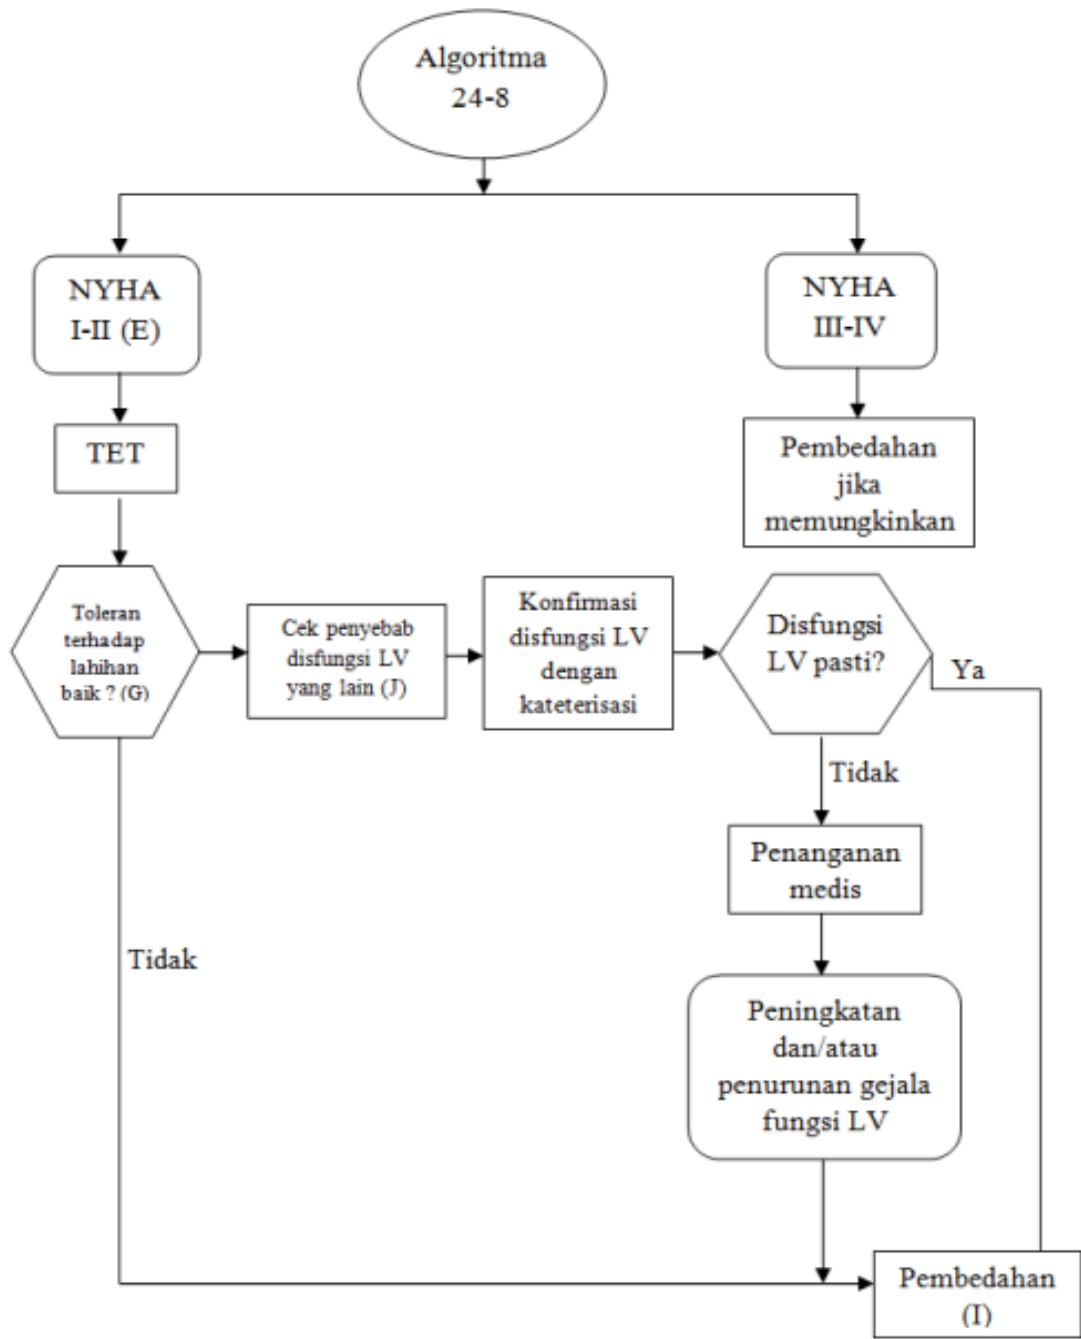 Algoritma
24-8
NYHA
I-II (E)
NYHA
III-IV
TET
Pembedahan
jika
memungkinkan
Toleran
terhadap
lahihan
baik ? (G)
Cek penyebab
disfungsi LV
yang lain (J)
Konfirmasi
disfungsi LV
dengan
kateterisasi
Disfungsi
LV pasti?
Ya
Tidak
Penanganan
medis
Tidak
Peningkatan
dan/atau
penurunan gejala
fungsi LV
Pembedahan
(I)